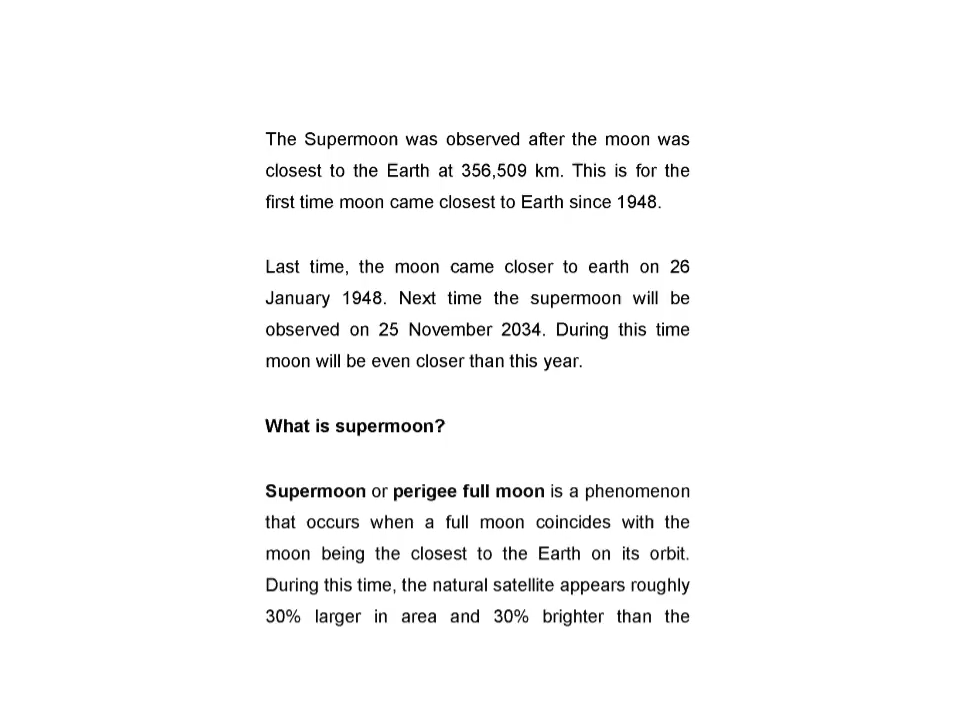 The Supermoon was observed after the moon was
closest to the Earth at 356,509 km. This is for the
first time moon came closest to Earth since 1948.
Last time, the moon came closer to earth on 26
January 1948. Next time the supermoon will be
observed on 25 November 2034. During this time
moon will be even closer than this year.
What is supermoon?
Supermoon or perigee full moon is a phenomenon
that occurs when a full moon coincides with the
moon being the closest to the Earth on its orbit.
During this time, the natural satellite appears roughly
30% larger in area and 30% brighter than the